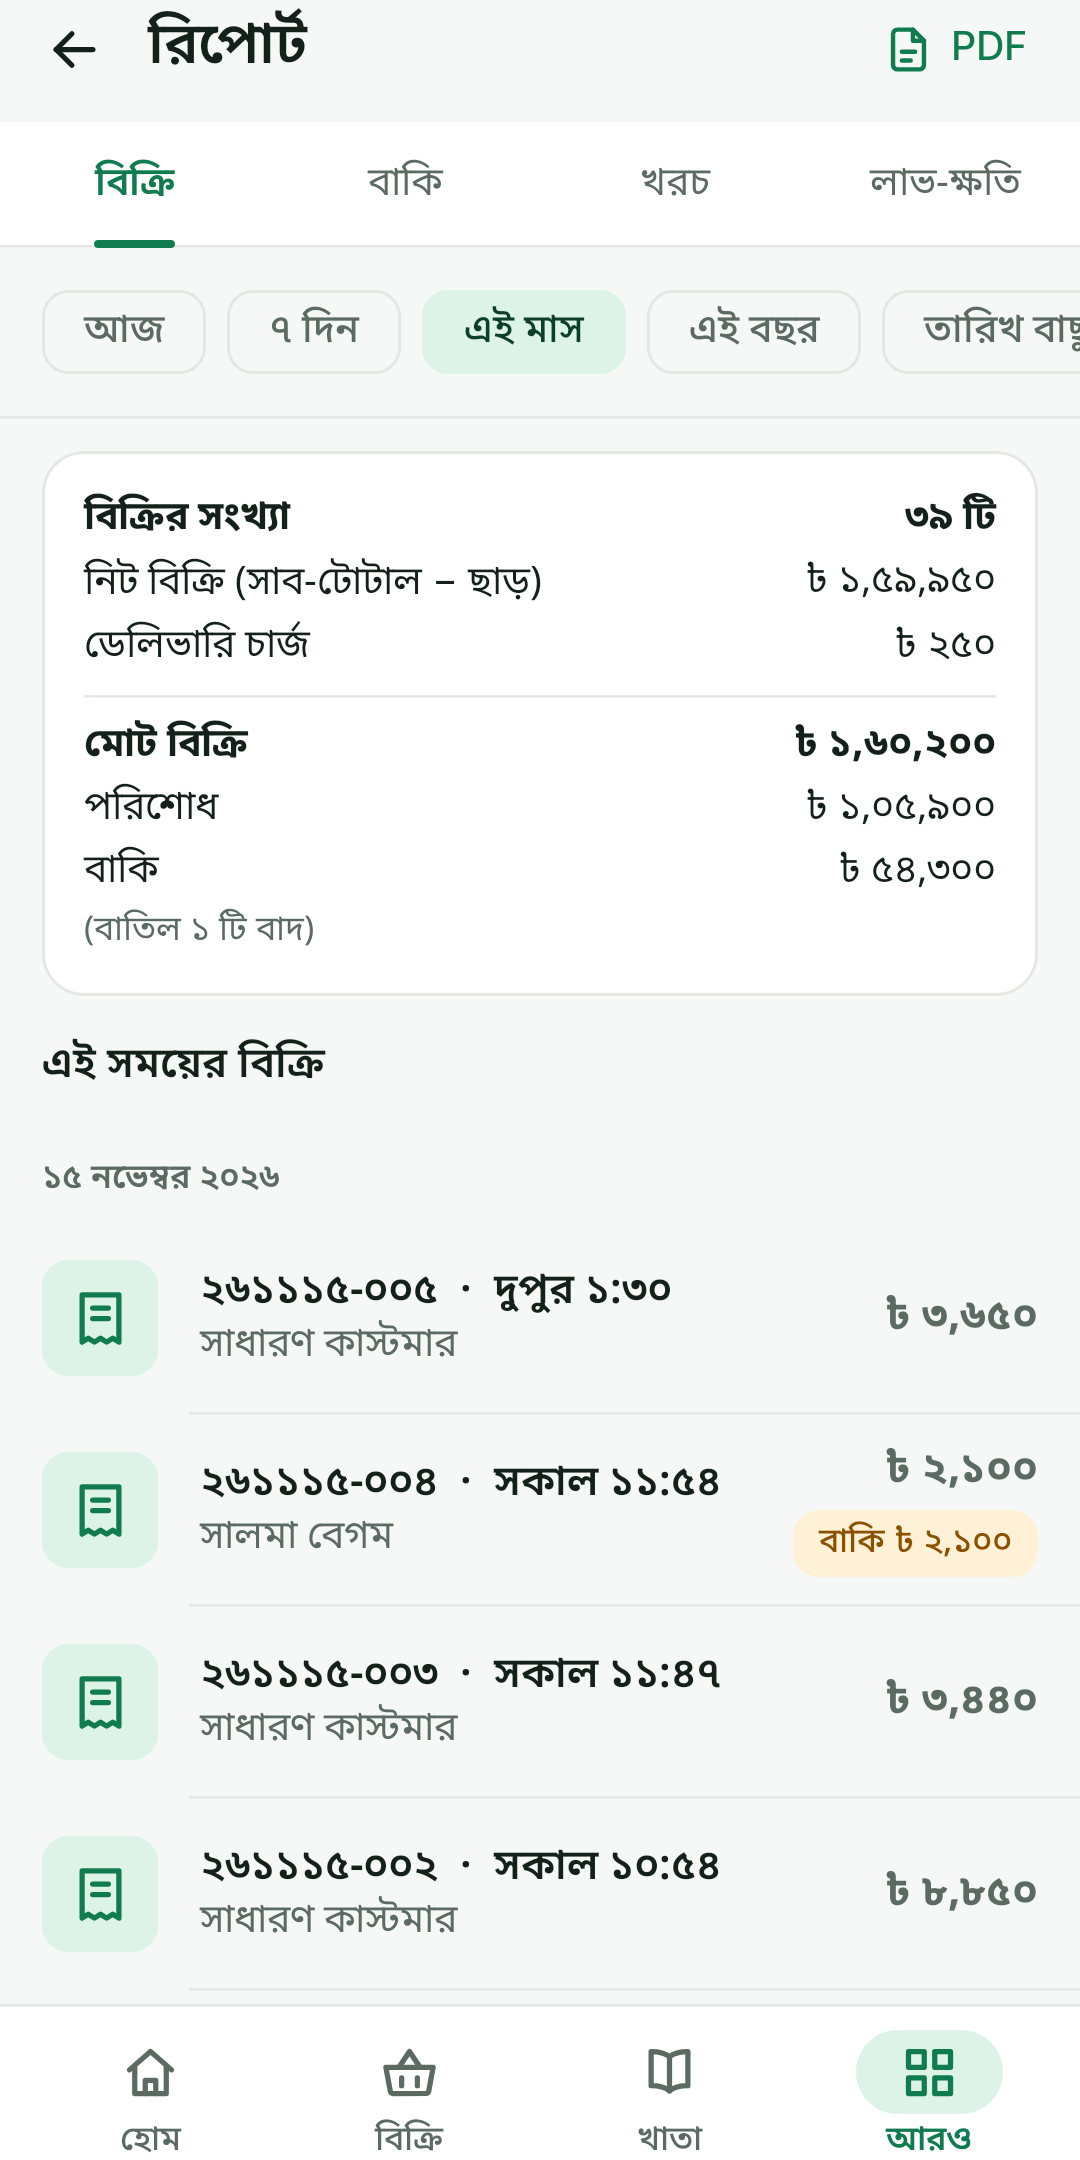 রিপোর্ট
PDF
বিক্রি
বাকি
খরচ
লাভ-ক্ষতি
আজ
৭ দিন
এই মাস
এই বছর
তারিখ
বিক্রির সংখ্যা ৩৯ টি
নিট বিক্রি (সাব-টোটাল – ছাড়) ৳ ১,৫৯,৯৫০
ডেলিভারি চার্জ ৳ ২৫০
মোট বিক্রি ৳ ১,৬০,২০০
পরিশোধ ৳ ১,০৫,৯০০
বাকি ৳ ৫৪,৩০০
(বাতিল ১ টি বাদ)
এই সময়ের বিক্রি
১৫ নভেম্বর ২০২৬
২৬১১১৫-০০৫ · দুপুর ১:৩০
সাধারণ কাস্টমার
৳ ৩,৬৫০
২৬১১১৫-০০৪ · সকাল ১১:৫৪
সালমা বেগম
৳ ২,১০০
বাকি ৳ ২,১০০
২৬১১১৫-০০৩ · সকাল ১১:৪৭
সাধারণ কাস্টমার
৳ ৩,৪৪০
২৬১১১৫-০০২ · সকাল ১০:৫৪
সাধারণ কাস্টমার
৳ ৮,৮৫০
হোম
বিক্রি
খাতা
আরও